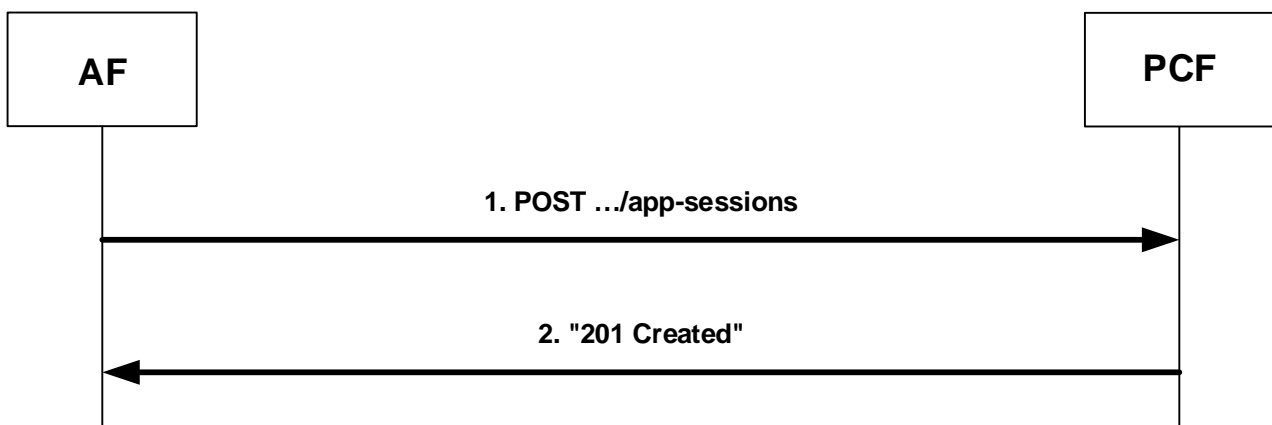 AF
PCF
1. POST …/app-sessions
2. "201 Created"